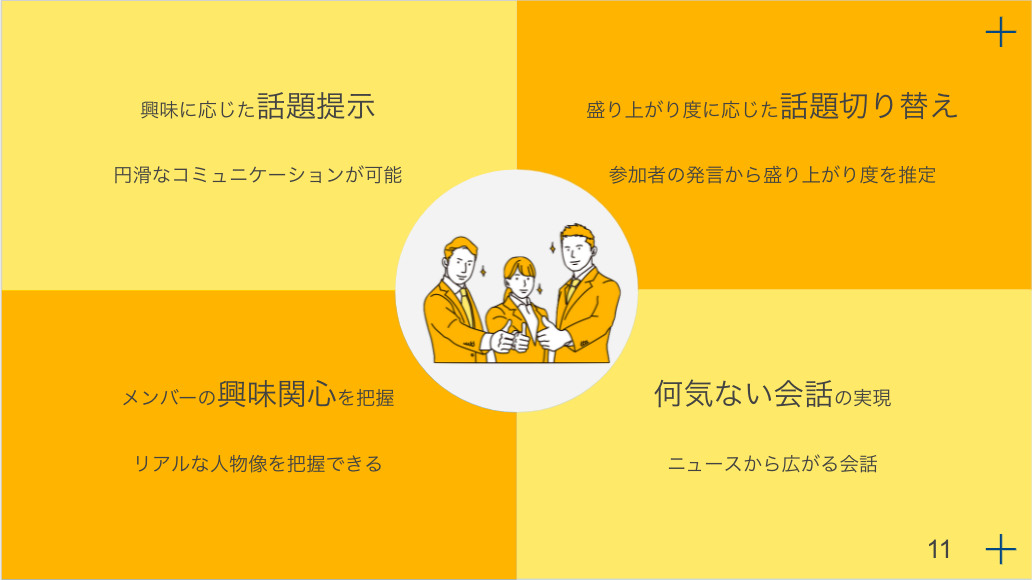 興味に応じた話題提示
円滑なコミュニケーションが可能
盛り上がり度に応じた話題切り替え
参加者の発言から盛り上がり度を推定
メンバーの興味関心を把握
リアルな人物像を把握できる
何気ない会話の実現
ニュースから広がる会話
11